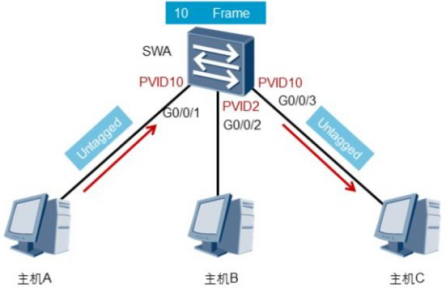 10 Frame
SWA
PVID10
PVID10
G0/0/1
PVID2
G0/0/3
G0/0/2
Untagged
Untagged
主机A
主机B
主机C